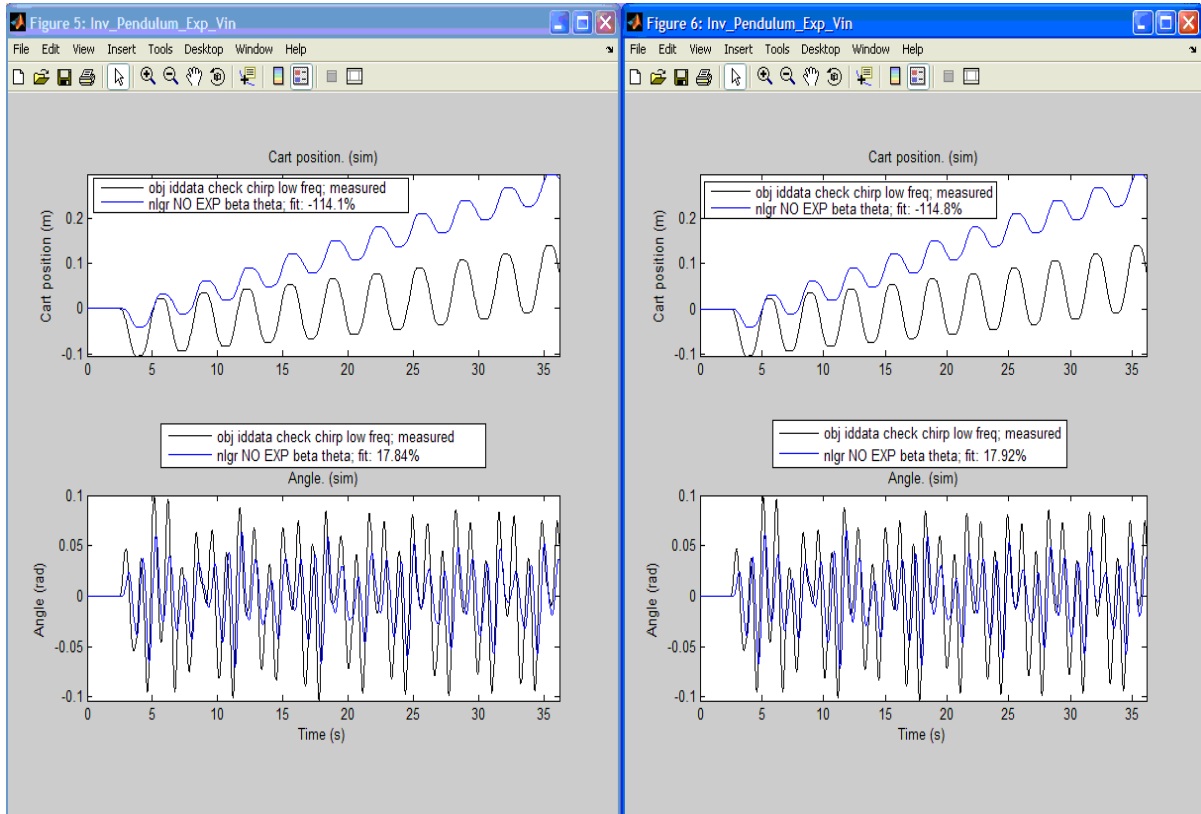 Figure 5: Inv_Pendulum_Exp_Vin
File Edit View Insert Tools Desktop Window Help
Cart position. (sim)
obj iddata check chirp low freq; measured
nlgr NO EXP beta theta; fit: -114.1%
Cart position (m)
0.2
0.1
0
-0.1
0 5 10 15 20 25 30 35
obj iddata check chirp low freq; measured
nlgr NO EXP beta theta; fit: 17.84%
Angle. (sim)
Angle (rad)
0.1
0.05
0
-0.05
-0.1
0 5 10 15 20 25 30 35
Time (s)
Figure 6: Inv_Pendulum_Exp_Vin
File Edit View Insert Tools Desktop Window Help
Cart position. (sim)
obj iddata check chirp low freq; measured
nlgr NO EXP beta theta; fit: -114.8%
Cart position (m)
0.2
0.1
0
-0.1
0 5 10 15 20 25 30 35
obj iddata check chirp low freq; measured
nlgr NO EXP beta theta; fit: 17.92%
Angle. (sim)
Angle (rad)
0.1
0.05
0
-0.05
-0.1
0 5 10 15 20 25 30 35
Time (s)